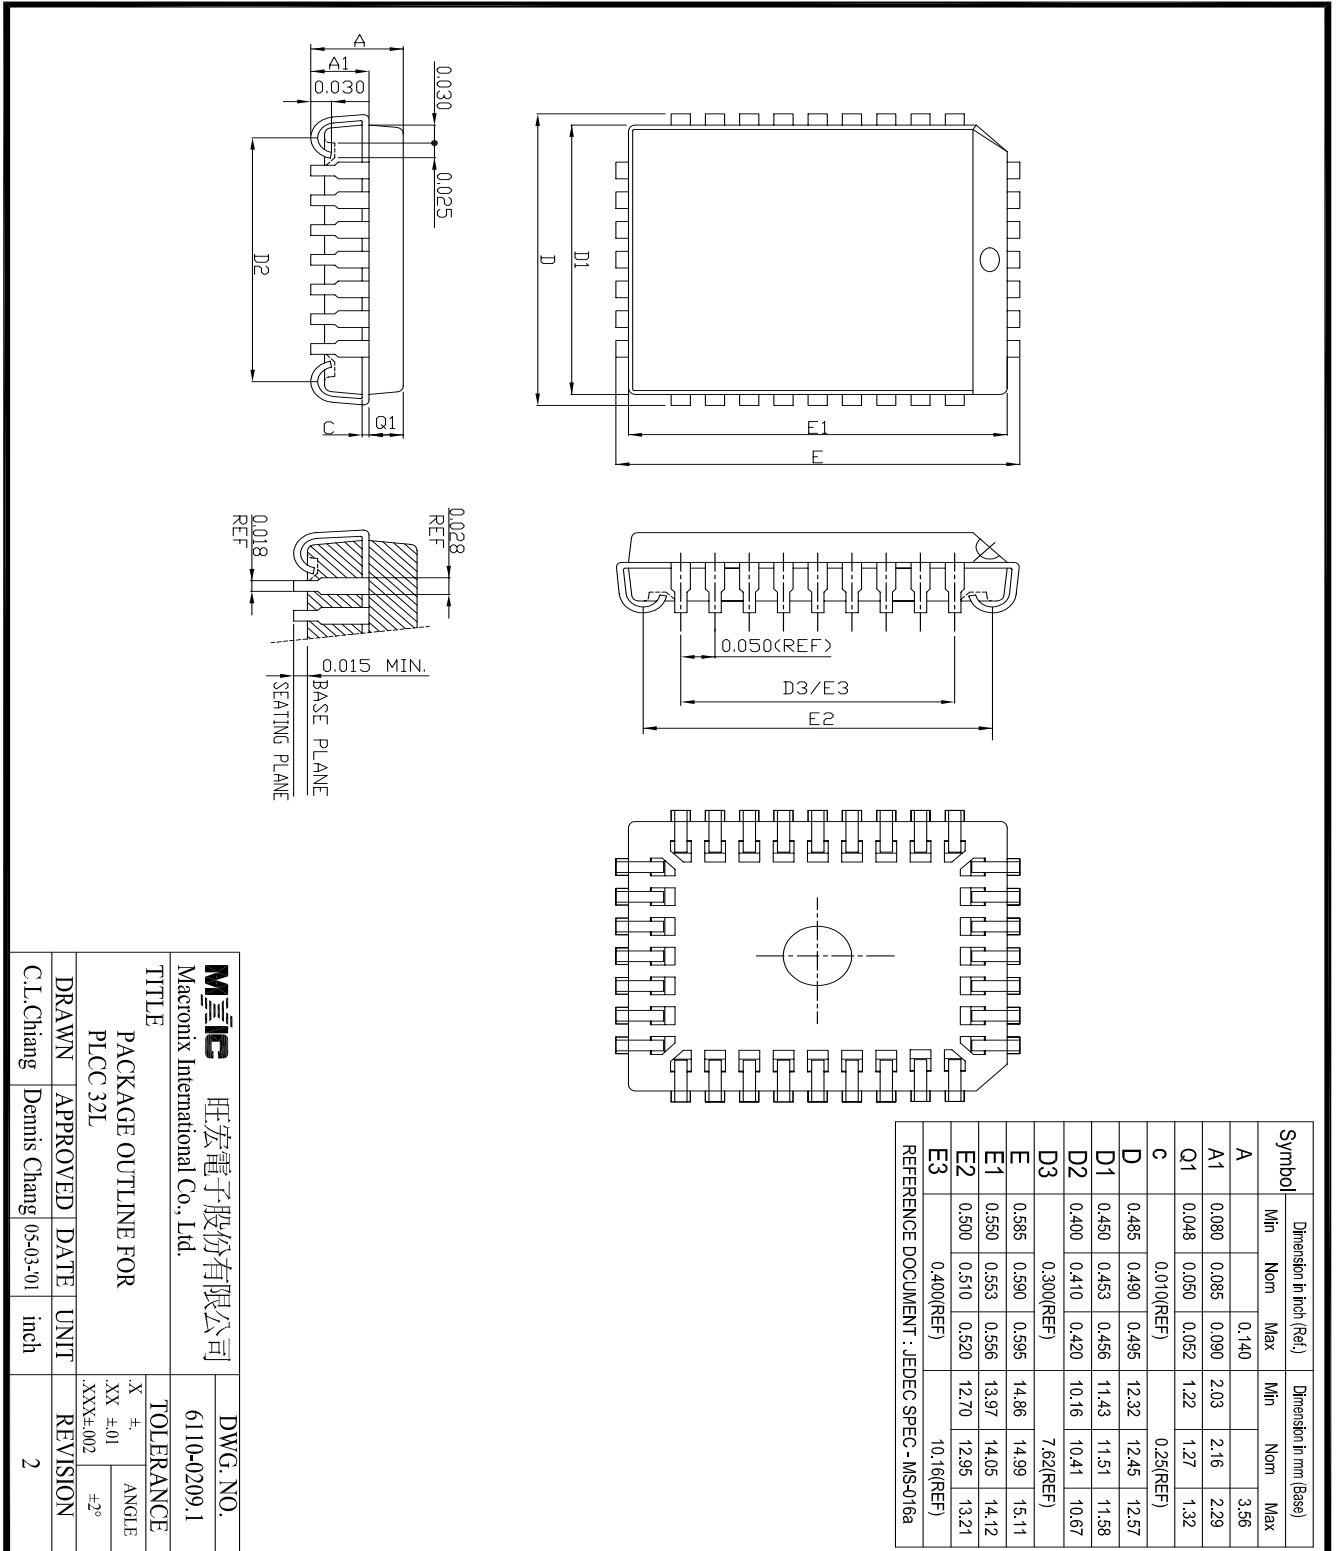 A
A1
0.030
0.030
0.025
D2
C
Q1
D
D1
E1
E
0.028
REF
0.018
REF
0.015 MIN.
BASE PLANE
SEATING PLANE
0.050(REF)
D3/E3
E2
Symbol Dimension in inch (Ref.) Dimension in mm (Base)
Min Nom Max Min Nom Max
A 0.140 3.56
A1 0.080 0.085 0.090 2.03 2.16 2.29
Q1 0.048 0.050 0.052 1.22 1.27 1.32
C 0.010(REF) 0.25(REF)
D 0.485 0.490 0.495 12.32 12.45 12.57
D1 0.450 0.453 0.456 11.43 11.51 11.58
D2 0.400 0.410 0.420 10.16 10.41 10.67
D3 0.300(REF) 7.62(REF)
E 0.585 0.590 0.595 14.86 14.99 15.11
E1 0.550 0.553 0.556 13.97 14.05 14.12
E2 0.500 0.510 0.520 12.70 12.95 13.21
E3 0.400(REF) 10.16(REF)
REFERENCE DOCUMENT : JEDEC SPEC - MS-016a
MXIC 旺宏電子股份有限公司
Macronix International Co., Ltd.
DWG. NO.
6110-0209.1
TITLE
PACKAGE OUTLINE FOR
PLCC 32L
TOLERANCE
.X ±.
.XX ±.01
.XXX±.002
ANGLE
±2°
DRAWN APPROVED DATE UNIT REVISION
C.L.Chiang Dennis Chang 05-03-'01 inch 2